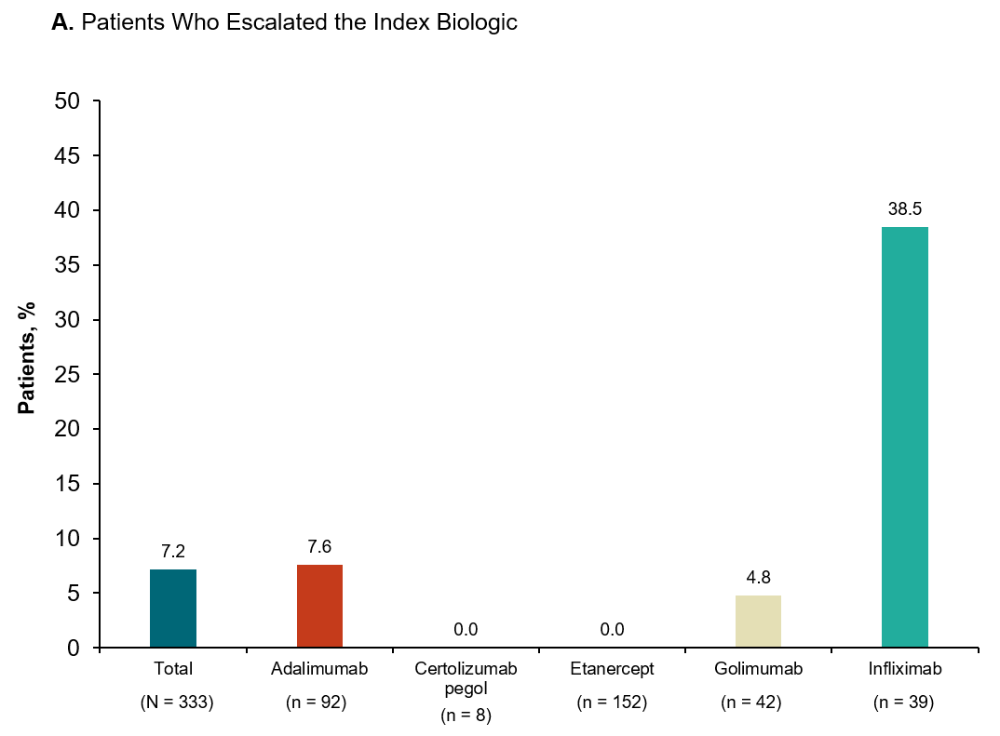 A. Patients Who Escalated the Index Biologic
Patients, %
50
45
40
35
30
25
20
15
10
5
0
7.2
7.6
0.0
0.0
4.8
38.5
Total
(N = 333)
Adalimumab
(n = 92)
Certolizumab
pegol
(n = 8)
Etanercept
(n = 152)
Golimumab
(n = 42)
Infliximab
(n = 39)